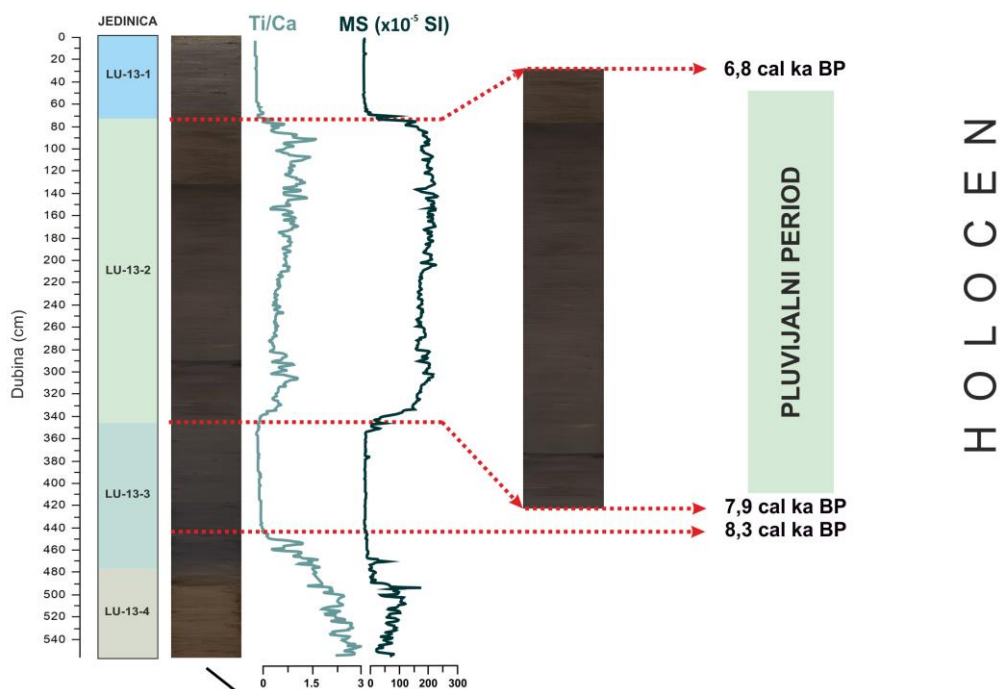 JEDINICA
Ti/Ca
MS (x10⁻⁵ SI)
Dubina (cm)
0
20
40
60
80
100
120
140
160
180
200
220
240
260
280
300
320
340
360
380
400
420
440
460
480
500
520
540
LU-13-1
LU-13-2
LU-13-3
LU-13-4
0 1.5 3
0 100 200 300
6,8 cal ka BP
PLUVIJALNI PERIOD
7,9 cal ka BP
8,3 cal ka BP
HOLOCEN